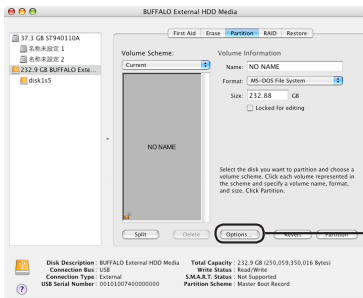 BUFFALO External HDD Media
37.3 GB ST940110A
名称未設定 1
名称未設定 2
232.9 GB BUFFALO Exte...
disk1s5
First Aid Erase Partition RAID Restore
Volume Scheme:
Current
NO NAME
Volume Information
Name: NO NAME
Format: MS-DOS File System
Size: 232.88 GB
Locked for editing
Select the disk you want to partition and choose a
volume scheme. Click each volume represented in
the scheme and specify a volume name, format,
and size. Click Partition.
Split Delete Options... Revert Partition
Disk Description : BUFFALO External HDD Media
Connection Bus : USB
Connection Type : External
USB Serial Number : 00101007400000000
Total Capacity : 232.9 GB (250,059,350,016 Bytes)
Write Status : Read/Write
S.M.A.R.T. Status : Not Supported
Partition Scheme : Master Boot Record
?